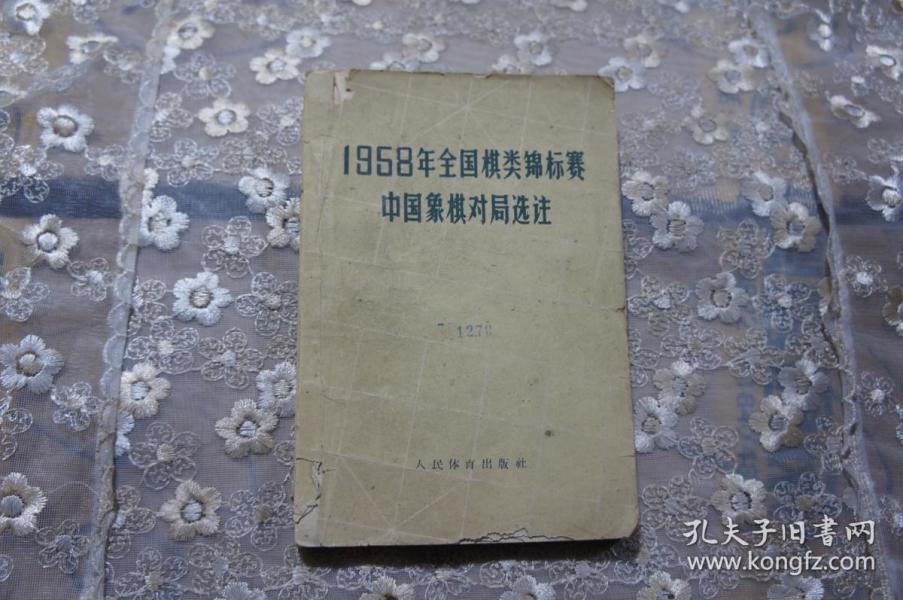 1958年全国棋类锦标赛
中国象棋对局选注
1270
人民体育出版社
孔夫子旧书网
www.kongfz.com